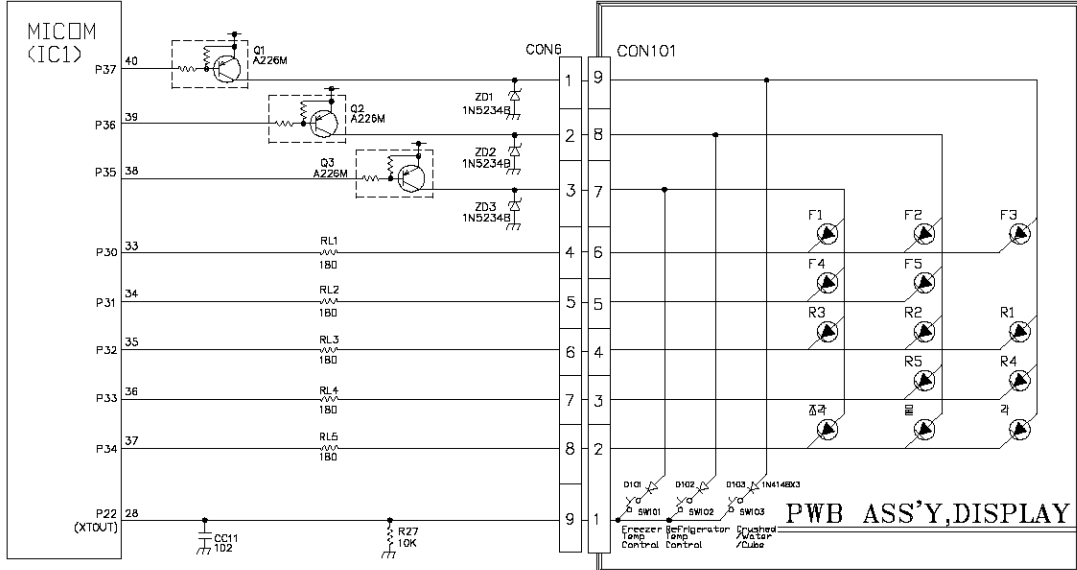 MICOM
(IC1)
P37
40
Q1
A226M
CON6
CON101
1
9
ZD1
1N5234B
P36
39
Q2
A226M
2
8
ZD2
1N5234B
P35
38
Q3
A226M
3
7
ZD3
1N5234B
F1
F2
F3
P30
33
RL1
180
4
6
F4
F5
P31
34
RL2
180
5
5
R3
R2
R1
P32
35
RL3
180
6
4
R5
R4
P33
36
RL4
180
7
3
조각
물
각
P34
37
RL5
180
8
2
D101
D102
D103
1N4148X3
SW101
SW102
SW103
P22
(XTOUT)
28
9
1
PWB ASS'Y,DISPLAY
CC11
102
R27
10K
Freezer Temp Control
Refrigerator Temp Control
Crushed /Water /Cube